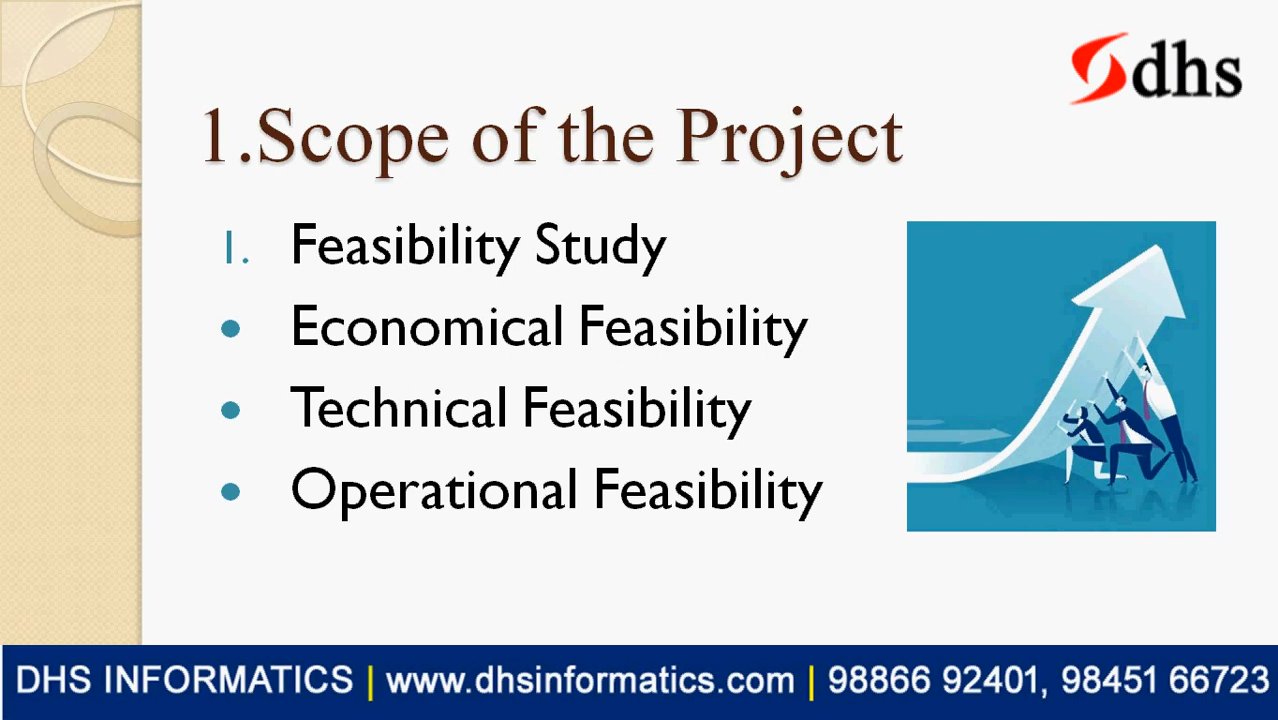 dhs
1.Scope of the Project
1. Feasibility Study
• Economical Feasibility
• Technical Feasibility
• Operational Feasibility
DHS INFORMATICS | www.dhsinformatics.com | 98866 92401, 98451 66723